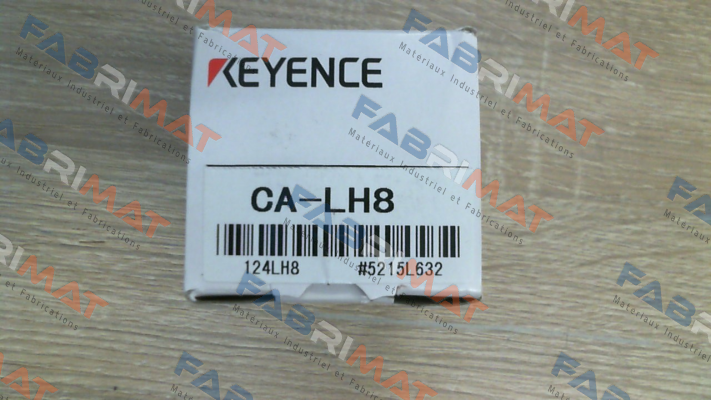 KEYENCE
CA-LH8
124LH8 #5215L632
FABRIMAT
Materiaux Industriel et Fabrications